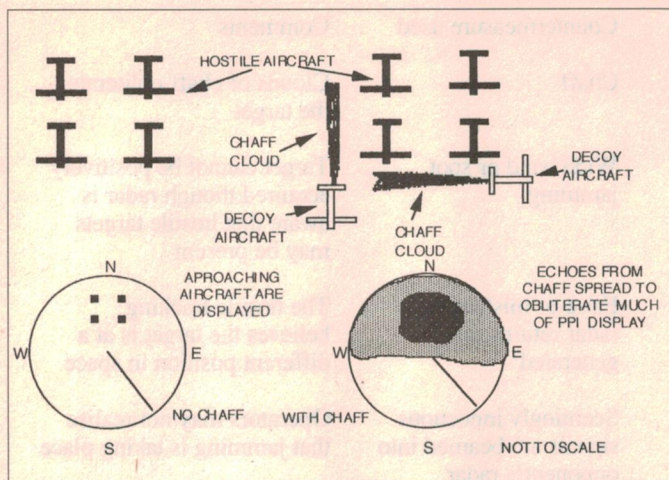 HOSTILE AIRCRAFT
CHAFF
CLOUD
DECOY
AIRCRAFT
DECOY
AIRCRAFT
CHAFF
CLOUD
N
APROACHING
AIRCRAFT ARE
DISPLAYED
W
E
NO CHAFF
S
N
ECHOES FROM
CHAFF SPREAD TO
OBLITERATE MUCH
OF PPI DISPLAY
W
E
WITH CHAFF
S
NOT TO SCALE